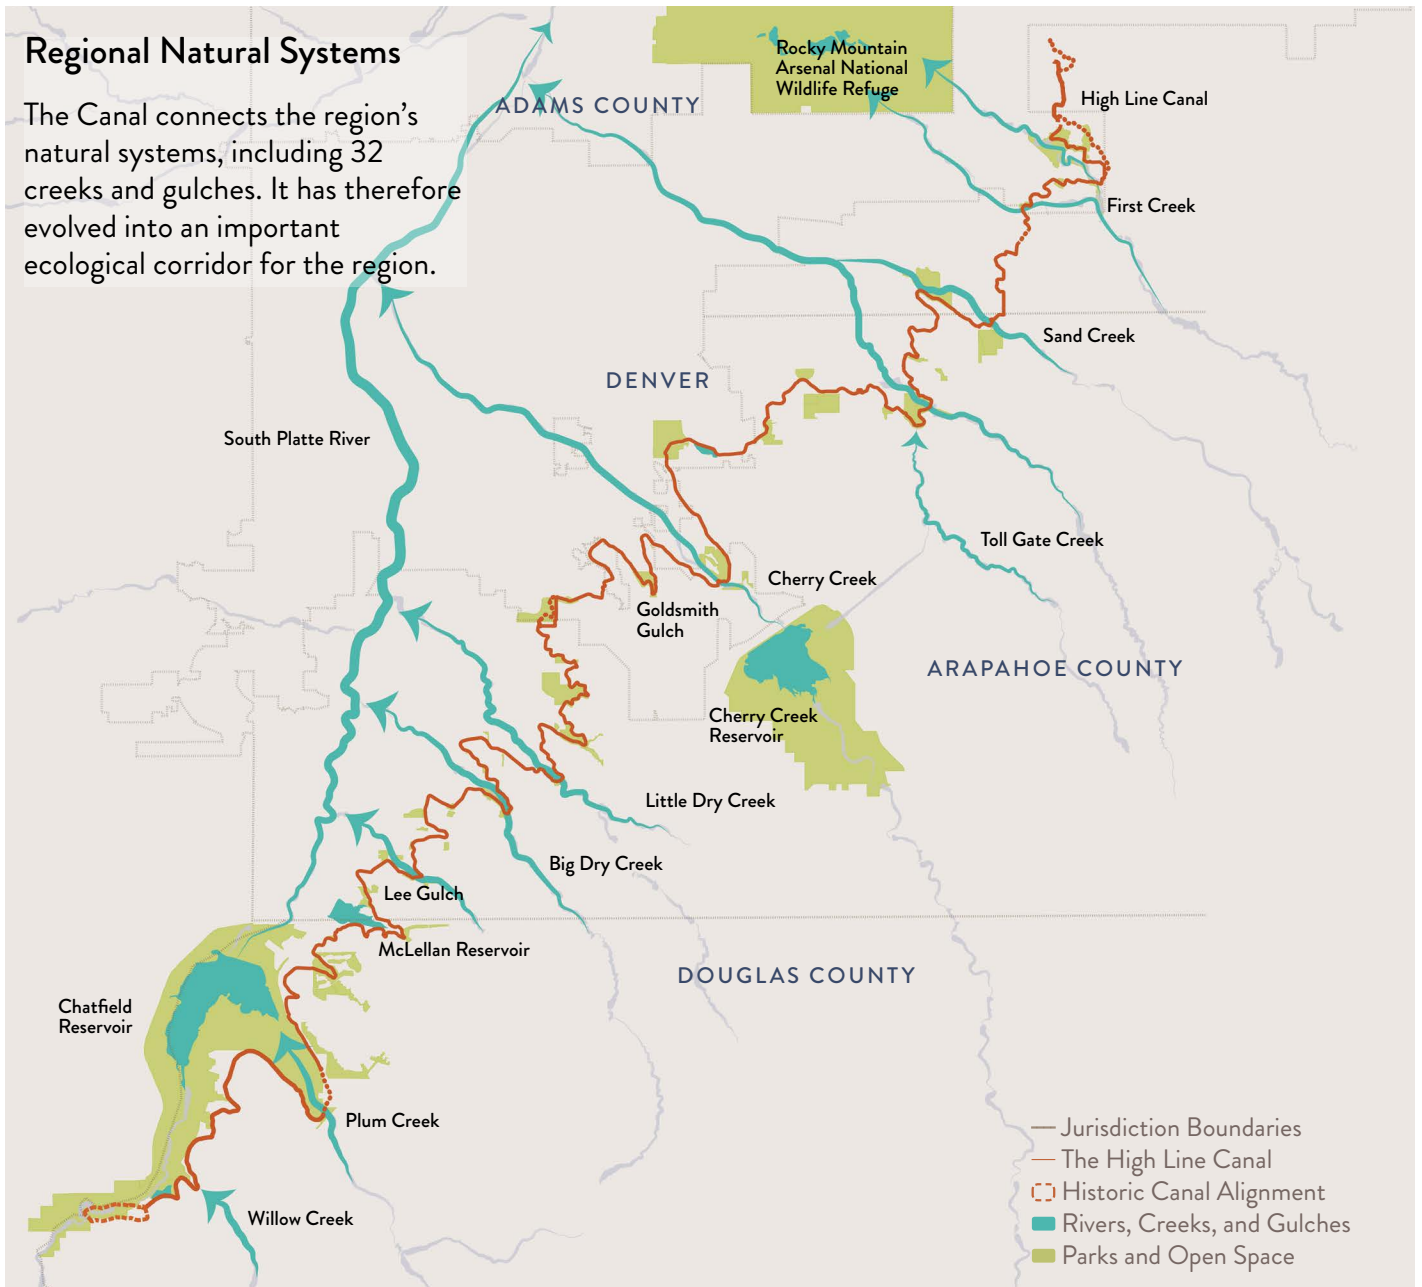 Regional Natural Systems
The Canal connects the region's
natural systems, including 32
creeks and gulches. It has therefore
evolved into an important
ecological corridor for the region.
Rocky Mountain
Arsenal National
Wildlife Refuge
ADAMS COUNTY
High Line Canal
First Creek
Sand Creek
DENVER
South Platte River
Toll Gate Creek
Cherry Creek
Goldsmith
Gulch
ARAPAHOE COUNTY
Cherry Creek
Reservoir
Little Dry Creek
Big Dry Creek
Lee Gulch
McLellan Reservoir
DOUGLAS COUNTY
Chatfield
Reservoir
Plum Creek
Willow Creek
Jurisdiction Boundaries
The High Line Canal
Historic Canal Alignment
Rivers, Creeks, and Gulches
Parks and Open Space